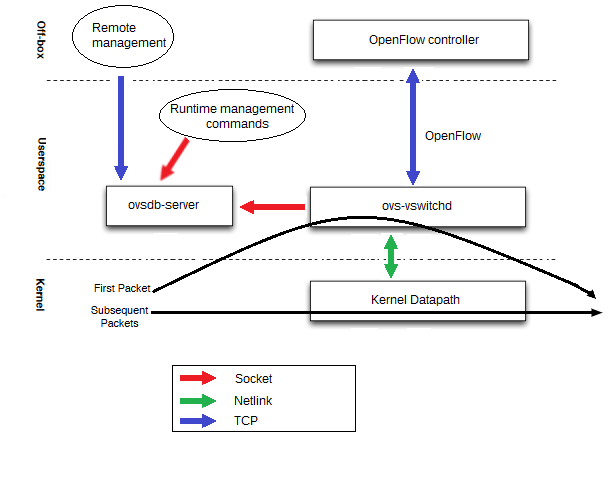 Off-box
Remote
management
OpenFlow controller
Userspace
Runtime management
commands
OpenFlow
ovsdb-server
ovs-vswitchd
Kernel
First Packet
Subsequent
Packets
Kernel Datapath
Socket
Netlink
TCP